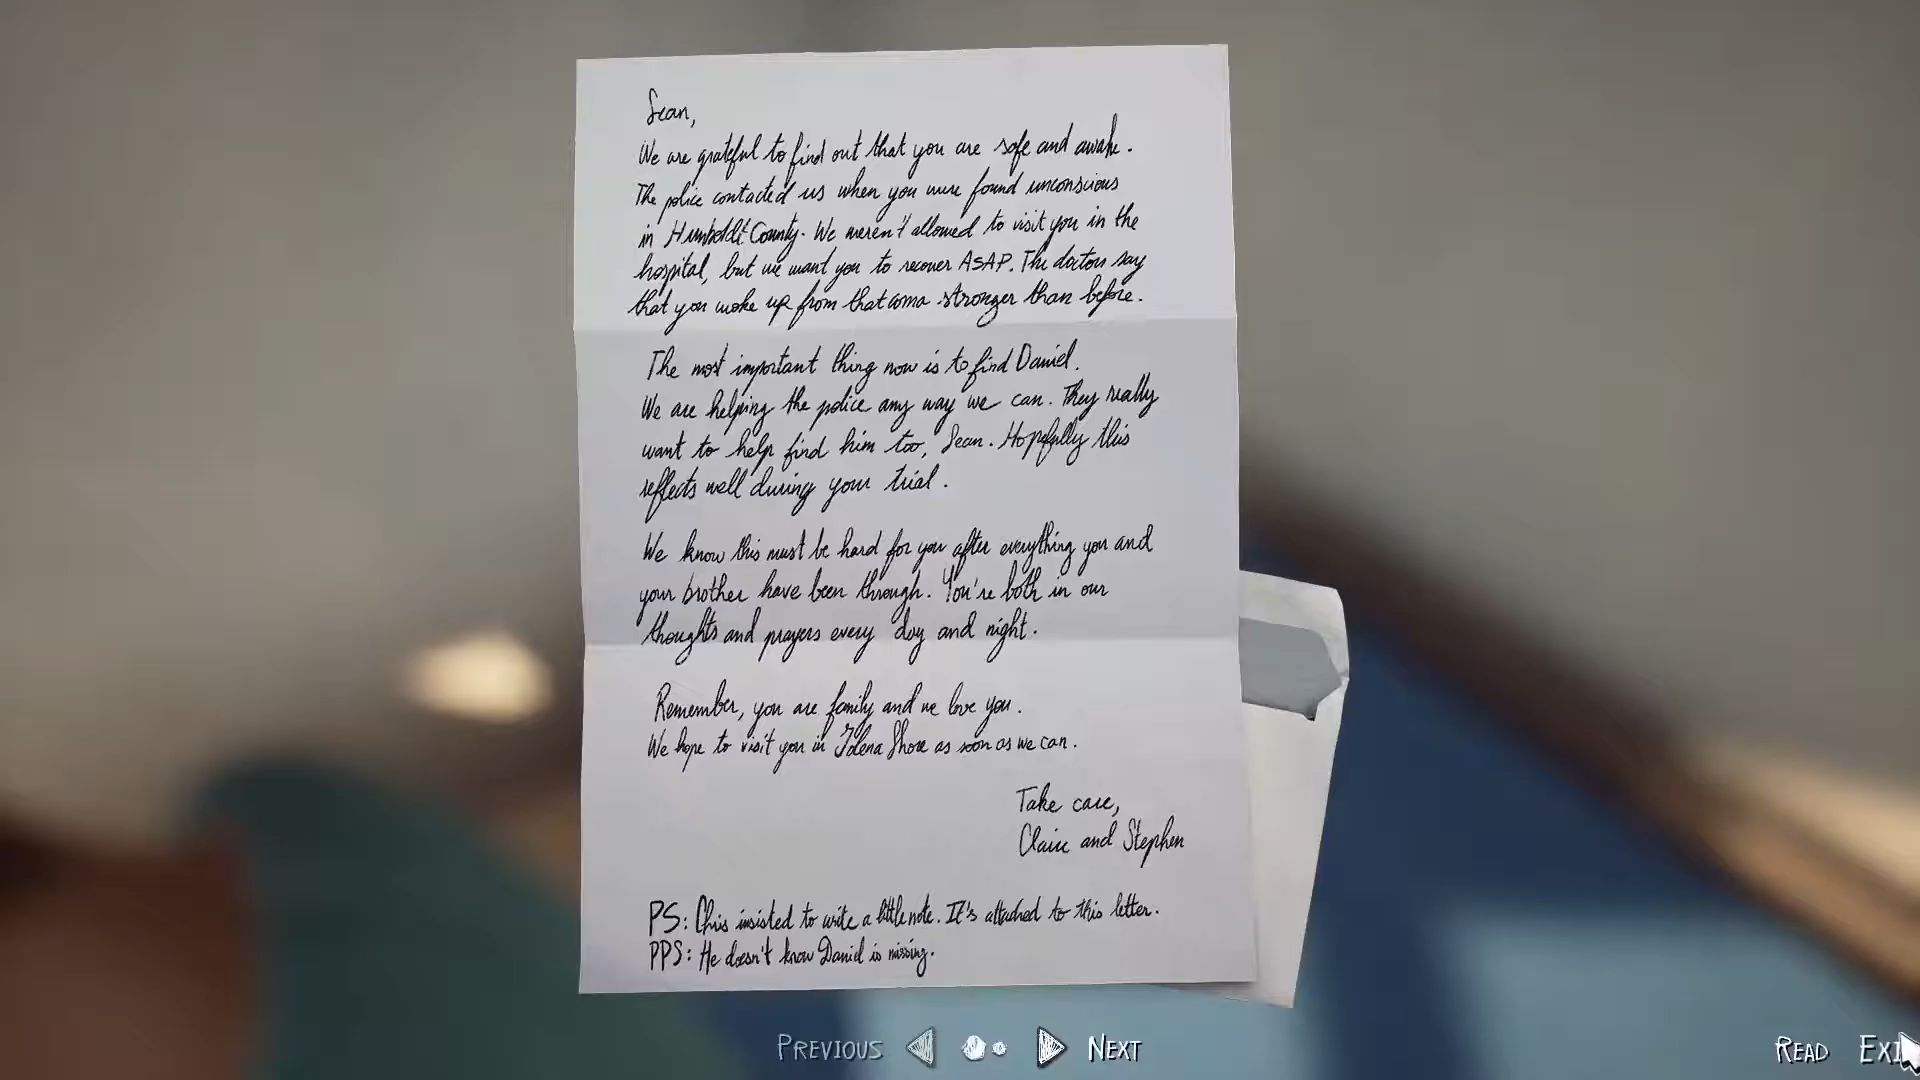 Sean,
We are grateful to find out that you are safe and awake.
The police contacted us when you were found unconscious
in Humboldt County. We weren't allowed to visit you in the
hospital, but we want you to recover ASAP. The doctors say
that you woke up from that coma stronger than before.
The most important thing now is to find Daniel.
We are helping the police any way we can. They really
want to help find him too, Sean. Hopefully this
reflects well during your trial.
We know this must be hard for you after everything you and
your brother have been through. You're both in our
thoughts and prayers every day and night.
Remember, you are family and we love you.
We hope to visit you in Idena Shore as soon as we can.
Take care,
Claire and Stephen
PS: Chris insisted to write a little note. It's attached to this letter.
PPS: He doesn't know Daniel is missing.
PREVIOUS NEXT
READ EXI